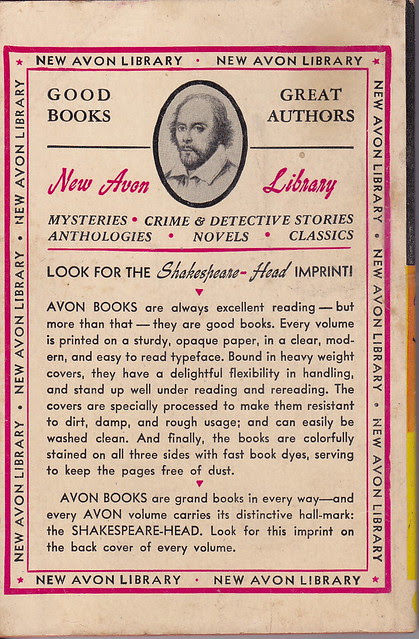 NEW AVON LIBRARY • NEW AVON LIBRARY
GOOD BOOKS
GREAT AUTHORS
New Avon Library
MYSTERIES • CRIME & DETECTIVE STORIES
ANTHOLOGIES • NOVELS • CLASSICS
LOOK FOR THE Shakespeare-Head IMPRINT!
AVON BOOKS are always excellent reading — but
more than that — they are good books. Every volume
is printed on a sturdy, opaque paper, in a clear, mod-
ern, and easy to read typeface. Bound in heavy weight
covers, they have a delightful flexibility in handling,
and stand up well under reading and rereading. The
covers are specially processed to make them resistant
to dirt, damp, and rough usage; and can easily be
washed clean. And finally, the books are colorfully
stained on all three sides with fast book dyes, serving
to keep the pages free of dust.
AVON BOOKS are grand books in every way—and
every AVON volume carries its distinctive hall-mark:
the SHAKESPEARE-HEAD. Look for this imprint on
the back cover of every volume.
NEW AVON LIBRARY • NEW AVON LIBRARY
NEW AVON LIBRARY • NEW AVON LIBRARY • NEW AVON LIBRARY
NEW AVON LIBRARY • NEW AVON LIBRARY • NEW AVON LIBRARY